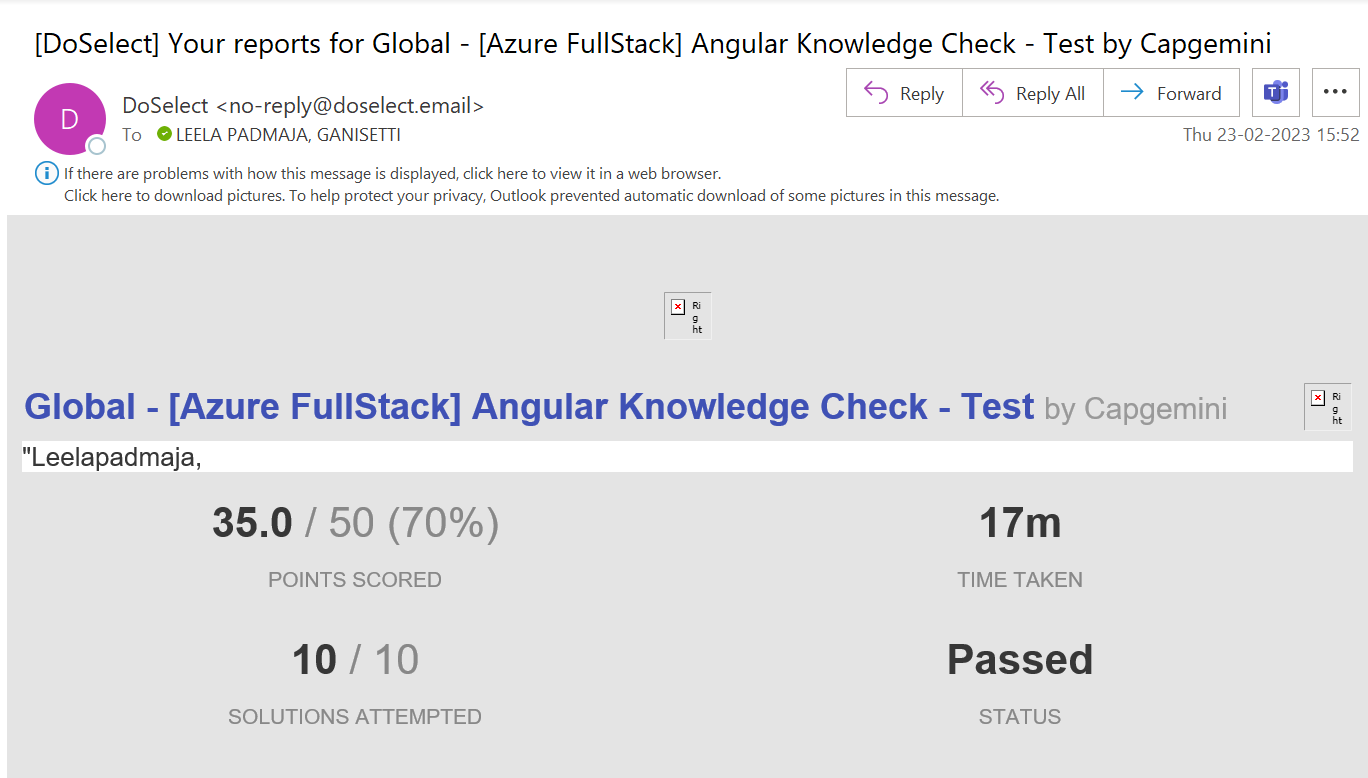 [DoSelect] Your reports for Global - [Azure FullStack] Angular Knowledge Check - Test by Capgemini
D
DoSelect <no-reply@doselect.email>
To LEELA PADMAJA, GANISETTI
Reply
Reply All
Forward
Thu 23-02-2023 15:52
If there are problems with how this message is displayed, click here to view it in a web browser.
Click here to download pictures. To help protect your privacy, Outlook prevented automatic download of some pictures in this message.
Ri
g
ht
Global - [Azure FullStack] Angular Knowledge Check - Test by Capgemini
Ri
g
ht
"Leelapadmaja,
35.0 / 50 (70%)
POINTS SCORED
17m
TIME TAKEN
10 / 10
SOLUTIONS ATTEMPTED
Passed
STATUS